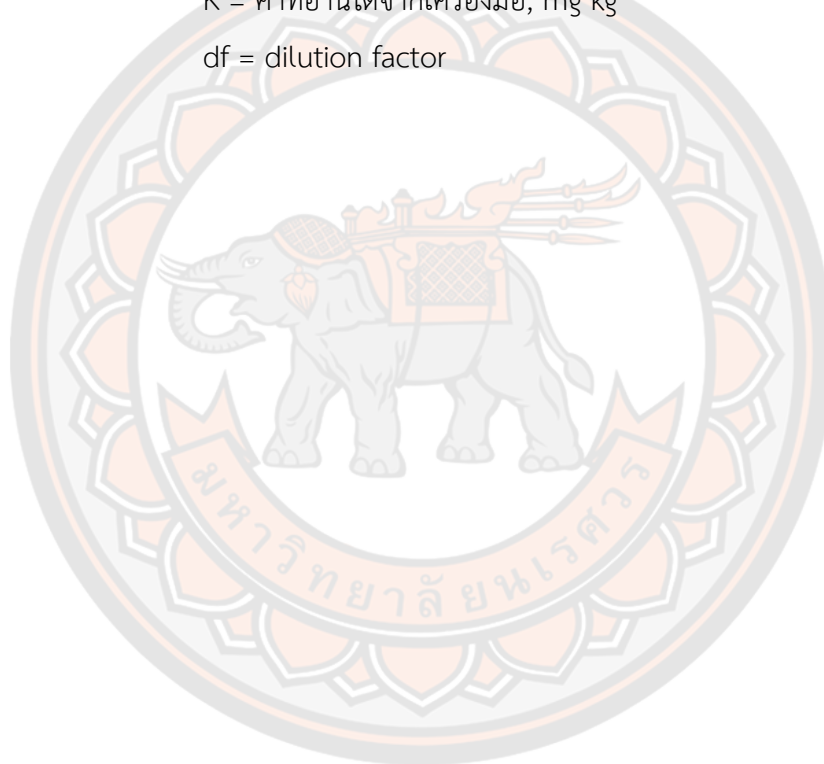 = ค่าที่อ่านได้จากเครื่องมือ, mg kg
df = dilution factor
มหาวิทยาลัยนเรศวร